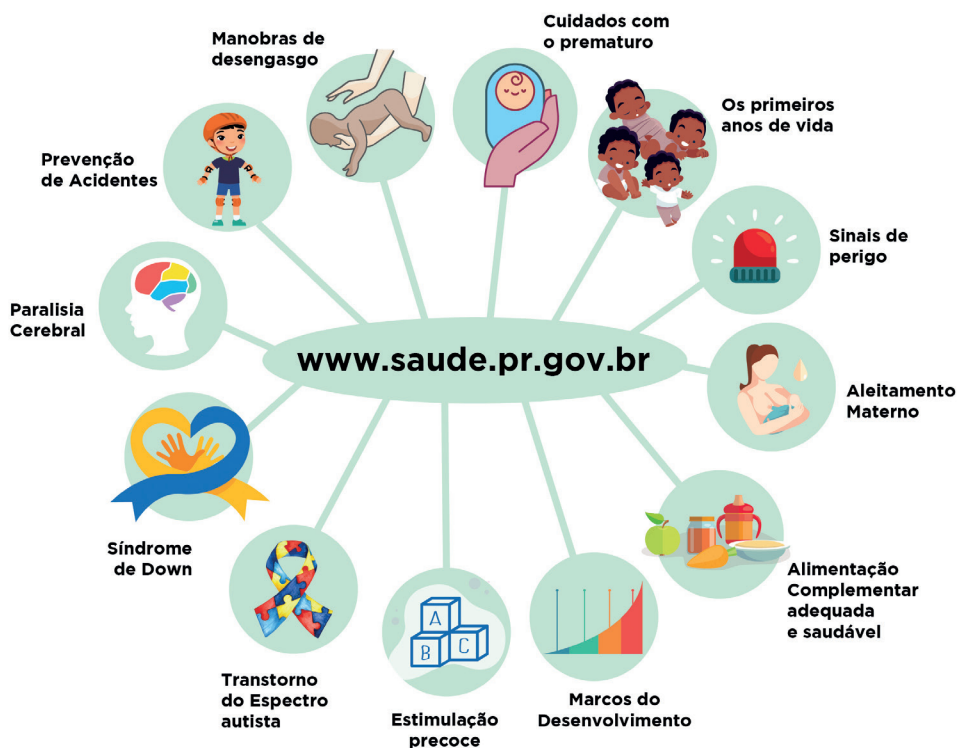 Manobras de
desengasgo
Cuidados com
o prematuro
Os primeiros
anos de vida
Prevenção
de Acidentes
Sinais de
perigo
Paralisia
Cerebral
www.saude.pr.gov.br
Aleitamento
Materno
Síndrome
de Down
Alimentação
Complementar
adequada
e saudável
Transtorno
do Espectro
autista
A
B
C
Estimulação
precoce
Marcos do
Desenvolvimento